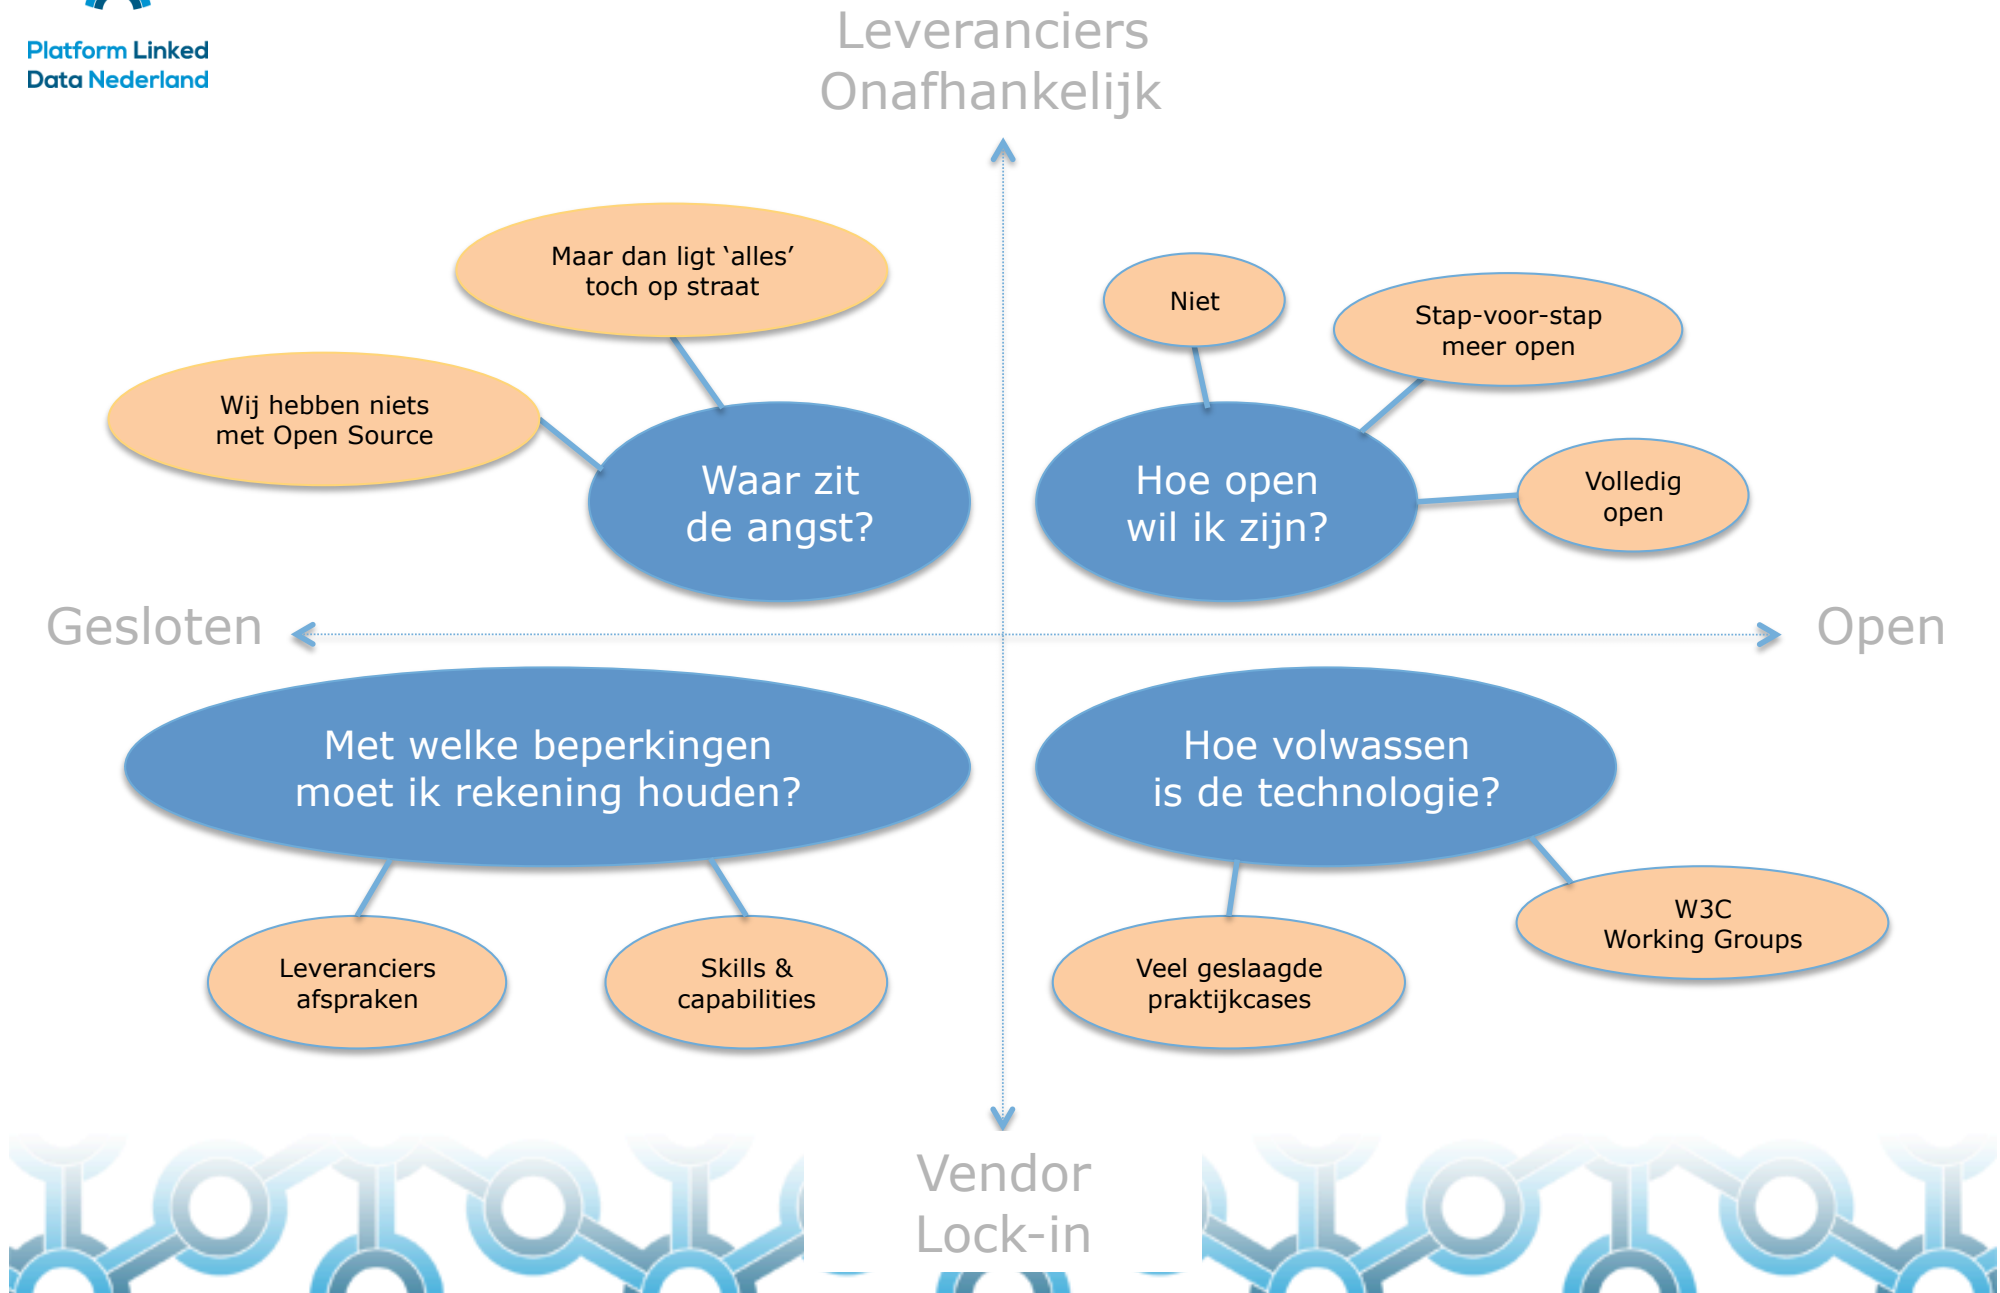 Platform Linked
Data Nederland
Leveranciers
Onafhankelijk
Maar dan ligt ‘alles’
toch op straat
Wij hebben niets
met Open Source
Waar zit
de angst?
Niet
Stap-voor-stap
meer open
Volledig
open
Hoe open
wil ik zijn?
Gesloten
Open
Met welke beperkingen
moet ik rekening houden?
Leveranciers
afspraken
Skills &
capabilities
Hoe volwassen
is de technologie?
Veel geslaagde
praktijkcases
W3C
Working Groups
Vendor
Lock-in